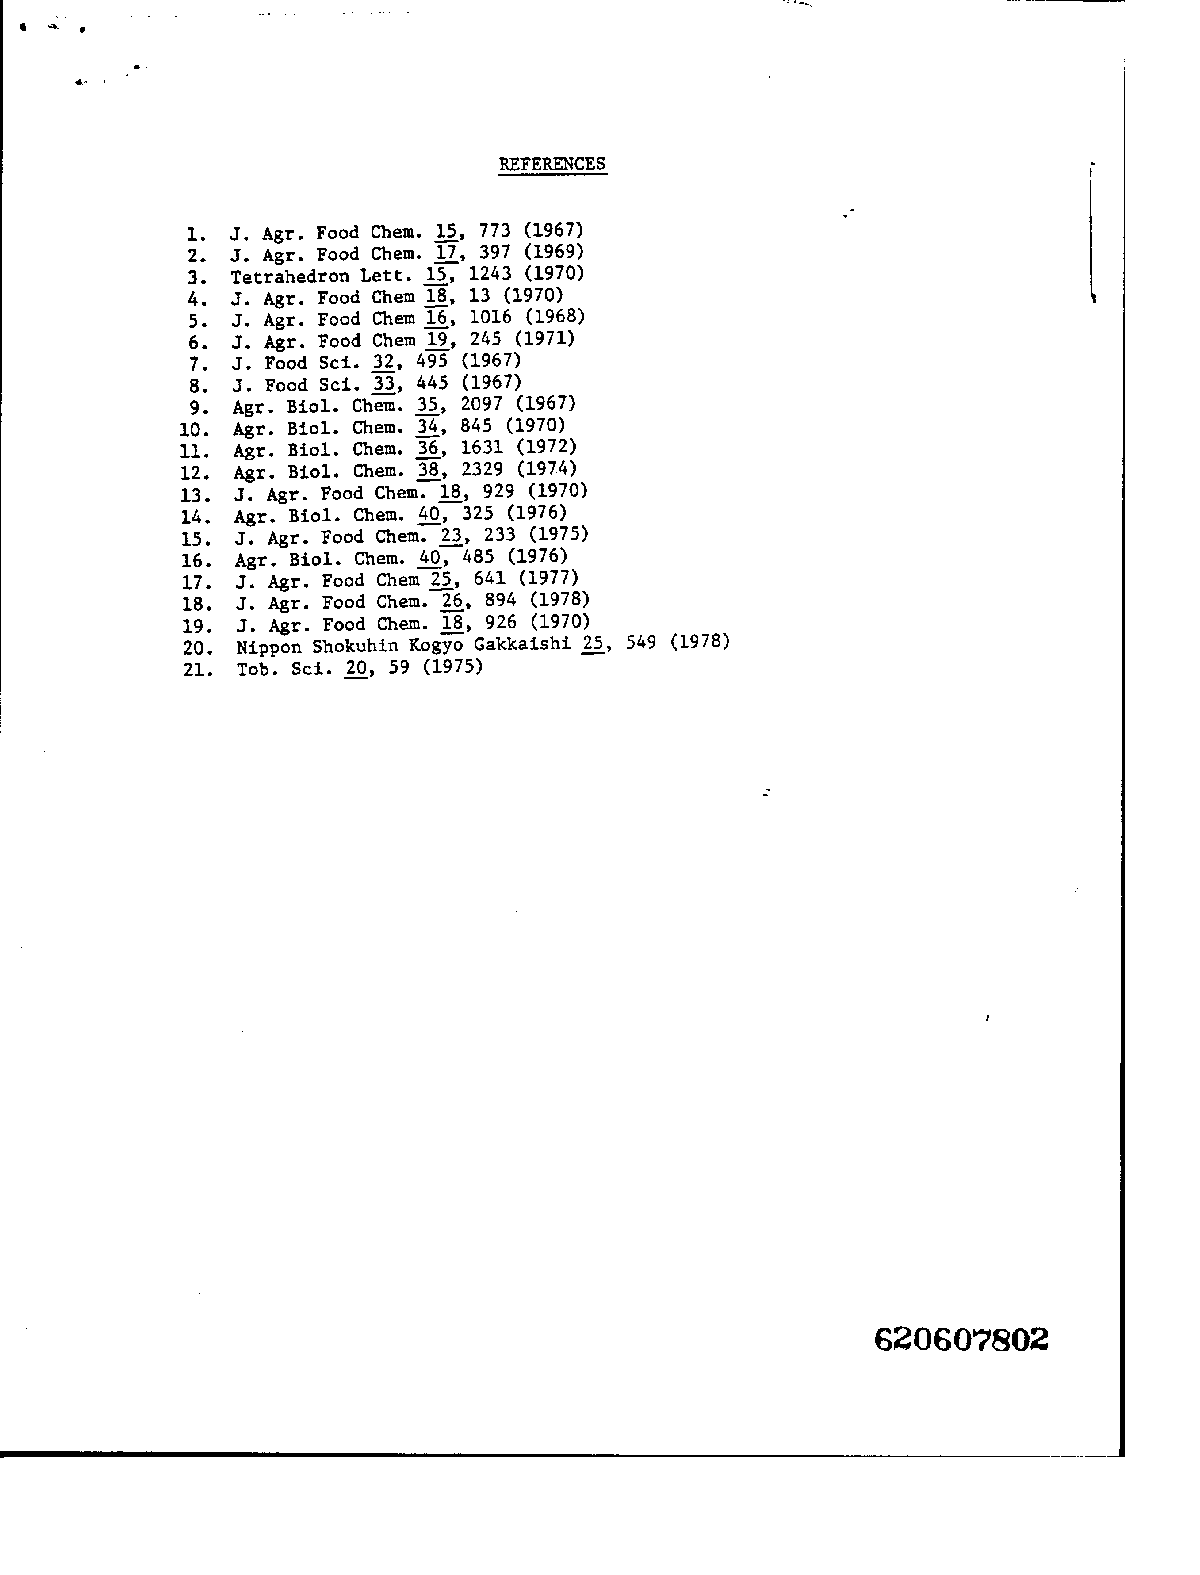 REFERENCES
1. J. Agr. Food Chem. 15, 773 (1967)
2. J. Agr. Food Chem. 17, 397 (1969)
3. Tetrahedron Lett. 15, 1243 (1970)
4. J. Agr. Food Chem 18, 13 (1970)
5. J. Agr. Food Chem 16, 1016 (1968)
6. J. Agr. Food Chem 19, 245 (1971)
7. J. Food Sci. 32, 495 (1967)
8. J. Food Sci. 33, 445 (1967)
9. Agr. Biol. Chem. 35, 2097 (1967)
10. Agr. Biol. Chem. 34, 845 (1970)
11. Agr. Biol. Chem. 36, 1631 (1972)
12. Agr. Biol. Chem. 38, 2329 (1974)
13. J. Agr. Food Chem. 18, 929 (1970)
14. Agr. Biol. Chem. 40, 325 (1976)
15. J. Agr. Food Chem. 23, 233 (1975)
16. Agr. Biol. Chem. 40, 485 (1976)
17. J. Agr. Food Chem 25, 641 (1977)
18. J. Agr. Food Chem. 26, 894 (1978)
19. J. Agr. Food Chem. 18, 926 (1970)
20. Nippon Shokuhin Kogyo Gakkaishi 25, 549 (1978)
21. Tob. Sci. 20, 59 (1975)
620607802